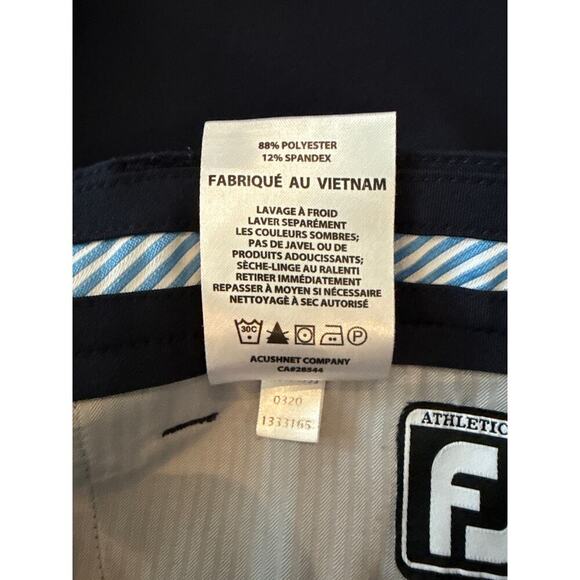 88% POLYESTER
12% SPANDEX
FABRIQUÉ AU VIETNAM
LAVAGE À FROID
LAVER SEPARÉMENT
LES COULEURS SOMBRES;
PAS DE JAVEL OU DE
PRODUITS ADOUCISSANTS;
SÈCHE-LINGE AU RALENTI
RETIRER IMMÉDIATEMENT
REPASSER À MOYEN SI NÉCESSAIRE
NETTOYAGE À SEC AUTORISÉ
30C
P
ACUSHNET COMPANY
CA#28544
0320
1333165
ATHLETIC
FJ